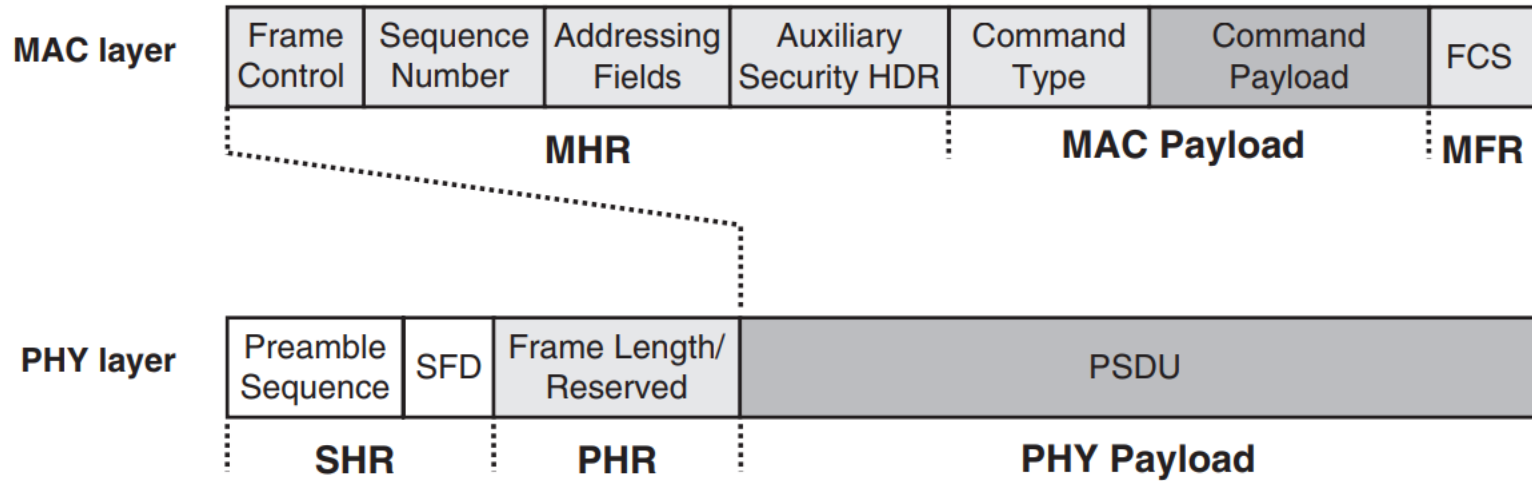 MAC layer
Frame
Control
Sequence
Number
Addressing
Fields
Auxiliary
Security HDR
Command
Type
Command
Payload
FCS
MHR
MAC Payload
MFR
PHY layer
Preamble
Sequence
SFD
Frame Length/
Reserved
PSDU
SHR
PHR
PHY Payload